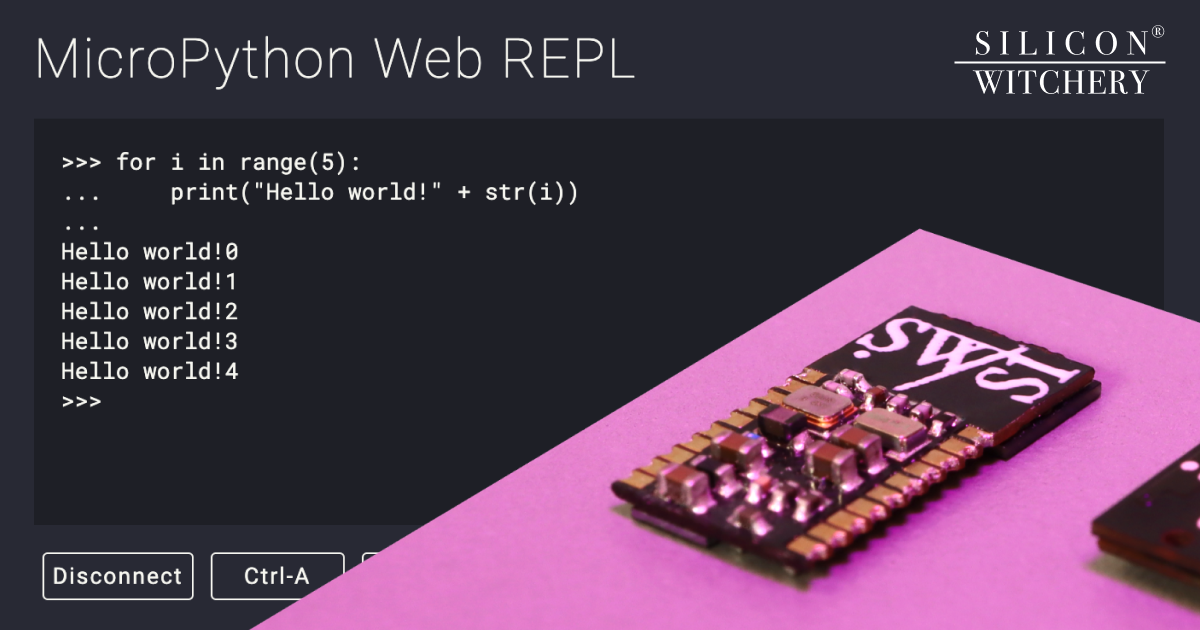 MicroPython Web REPL
SILICON®
WITCHERY
>>> for i in range(5):
...     print("Hello world!" + str(i))
...
Hello world!0
Hello world!1
Hello world!2
Hello world!3
Hello world!4
>>>
Disconnect
Ctrl-A